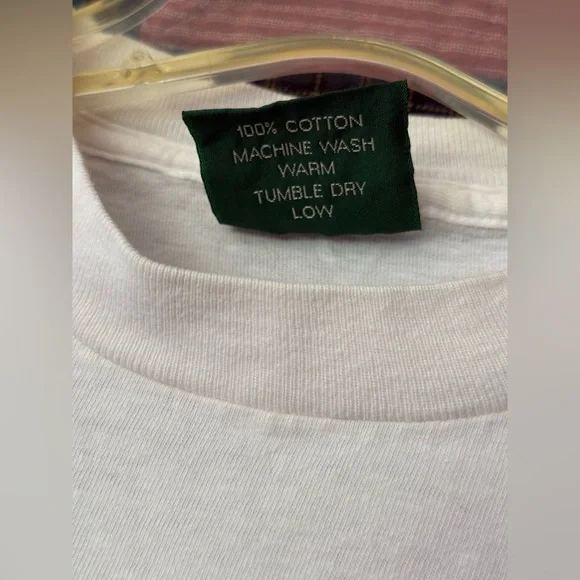 100% COTTON
MACHINE WASH
WARM
TUMBLE DRY
LOW